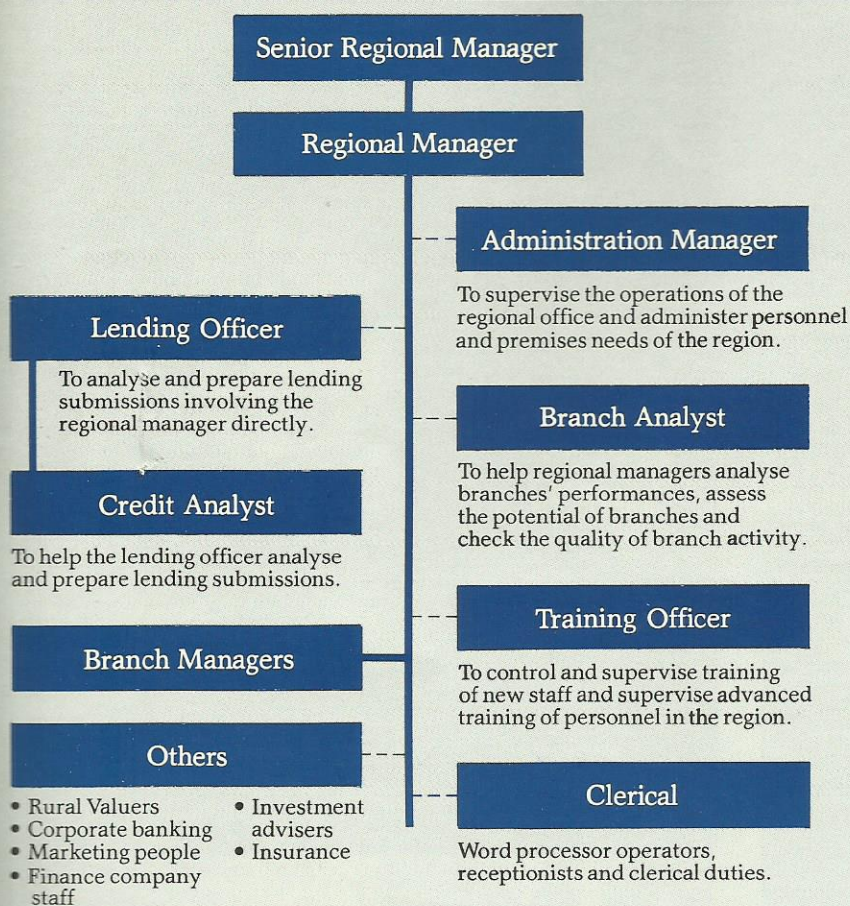 Senior Regional Manager
Regional Manager
Administration Manager
To supervise the operations of the
regional office and administer personnel
and premises needs of the region.
Lending Officer
To analyse and prepare lending
submissions involving the
regional manager directly.
Branch Analyst
To help regional managers analyse
branches' performances, assess
the potential of branches and
check the quality of branch activity.
Credit Analyst
To help the lending officer analyse
and prepare lending submissions.
Training Officer
To control and supervise training
of new staff and supervise advanced
training of personnel in the region.
Branch Managers
Others
• Rural Valuers
• Corporate banking
• Marketing people
• Finance company
staff
• Investment
advisers
• Insurance
Clerical
Word processor operators,
receptionists and clerical duties.